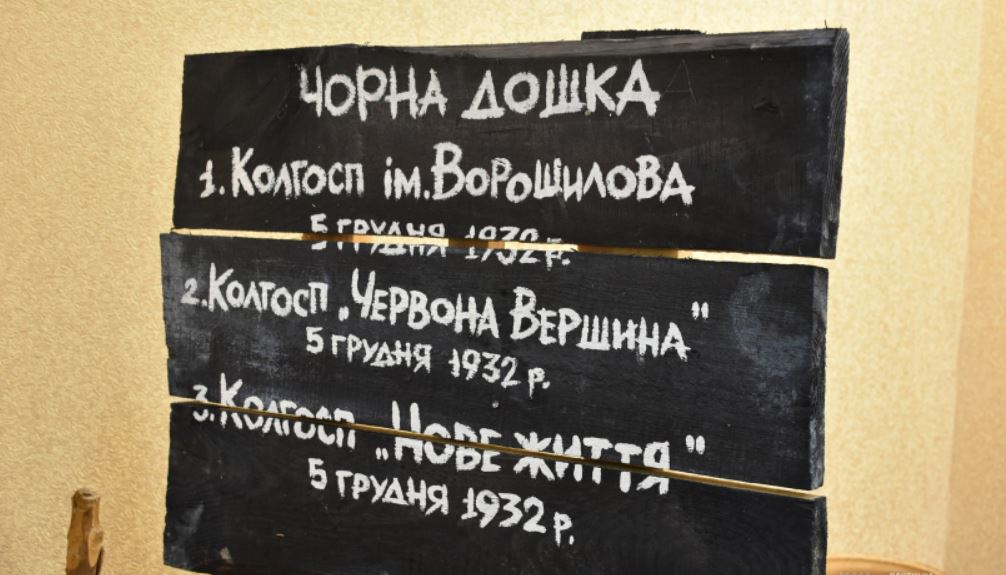 ЧОРНА ДОШКА
1. Колгосп ім. Ворошилова
5 грудня 1932 р.
2. Колгосп „Червона Вершина"
5 грудня 1932 р.
3. Колгосп „Нове життя"
5 грудня 1932 р.